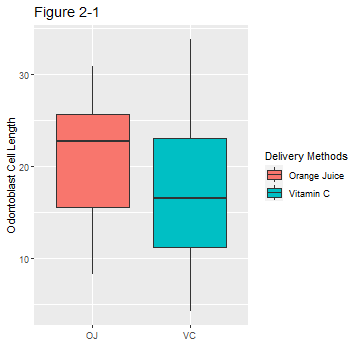 Figure 2-1
Odontoblast Cell Length
30
20
10
OJ
VC
Delivery Methods
Orange Juice
Vitamin C